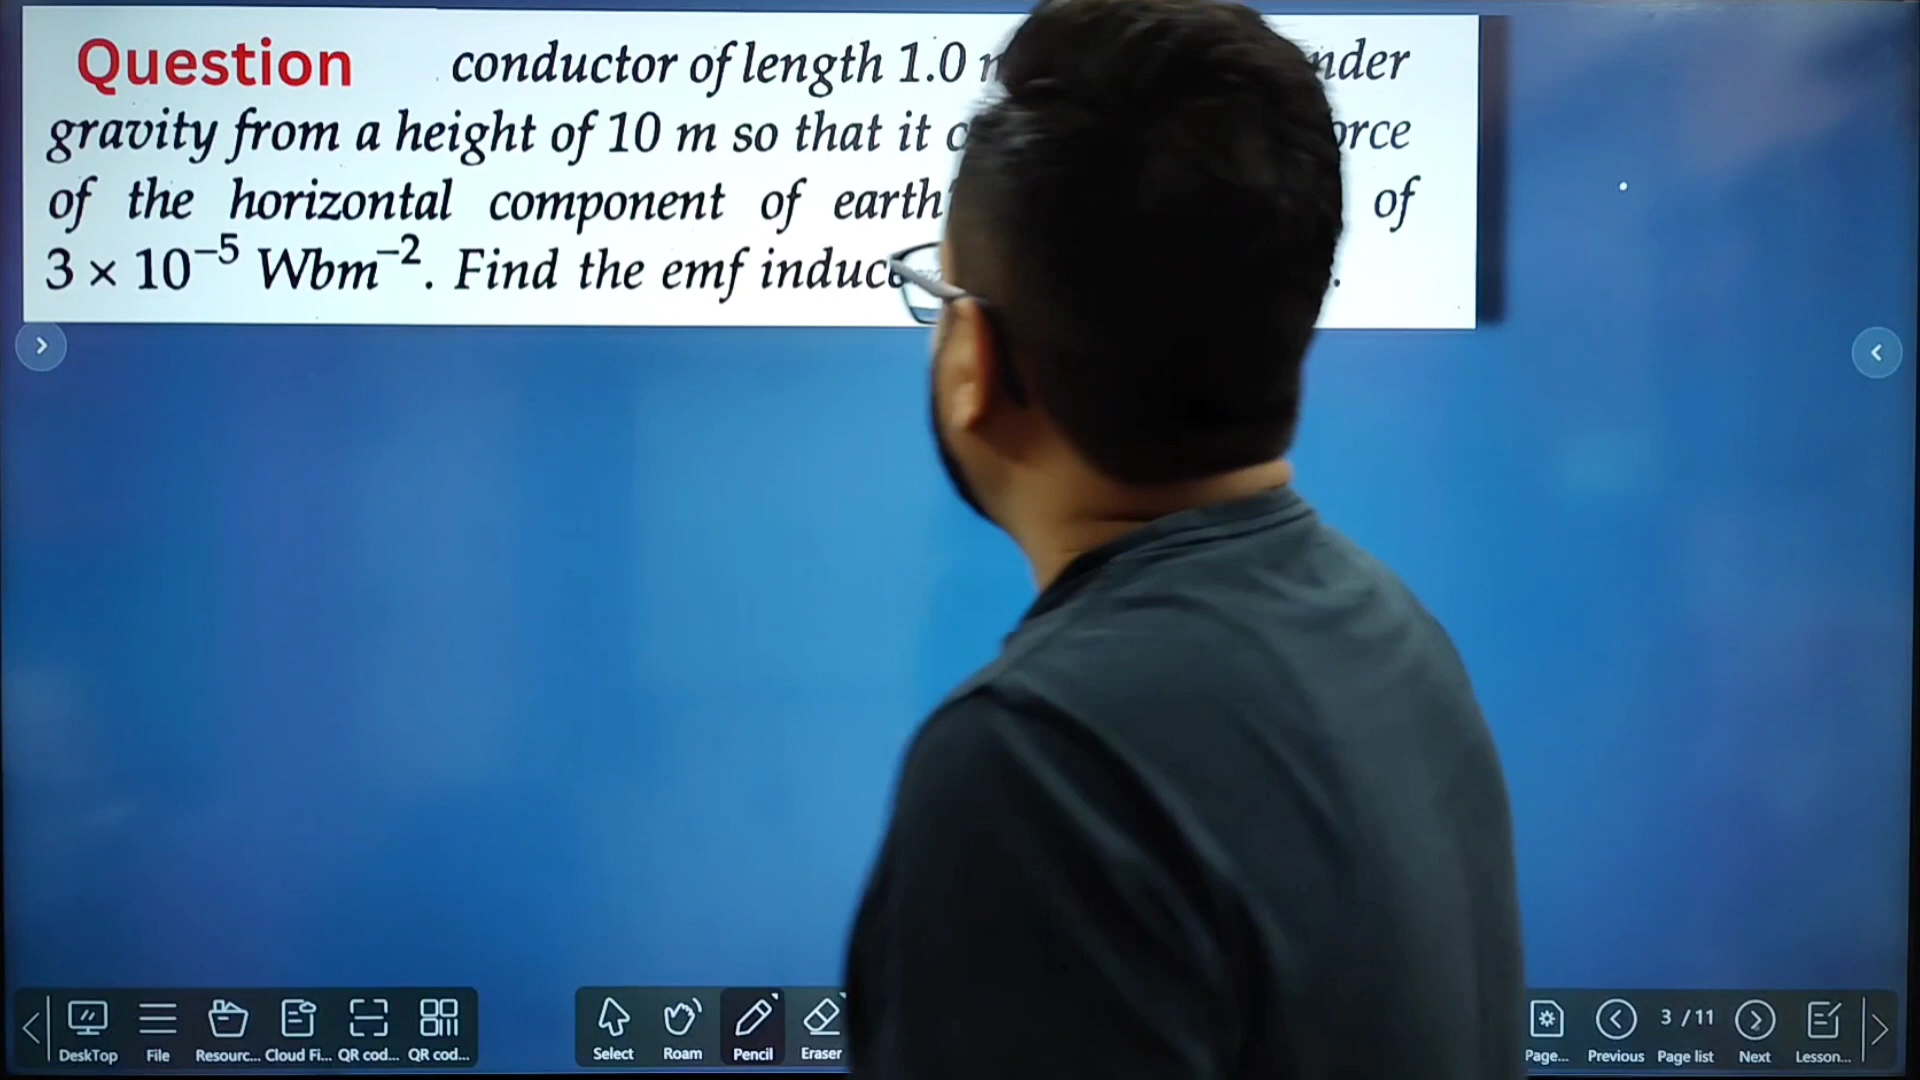 Question conductor of length 1.0 nder
gravity from a height of 10 m so that it orce
of the horizontal component of earth of
3 × 10⁻⁵ Wbm⁻². Find the emf .
DeskTop File Resourc... Cloud Fi... QR cod... QR cod... Select Roam Pencil Eraser Page... Previous 3 / 11 Page list Next Lesson...